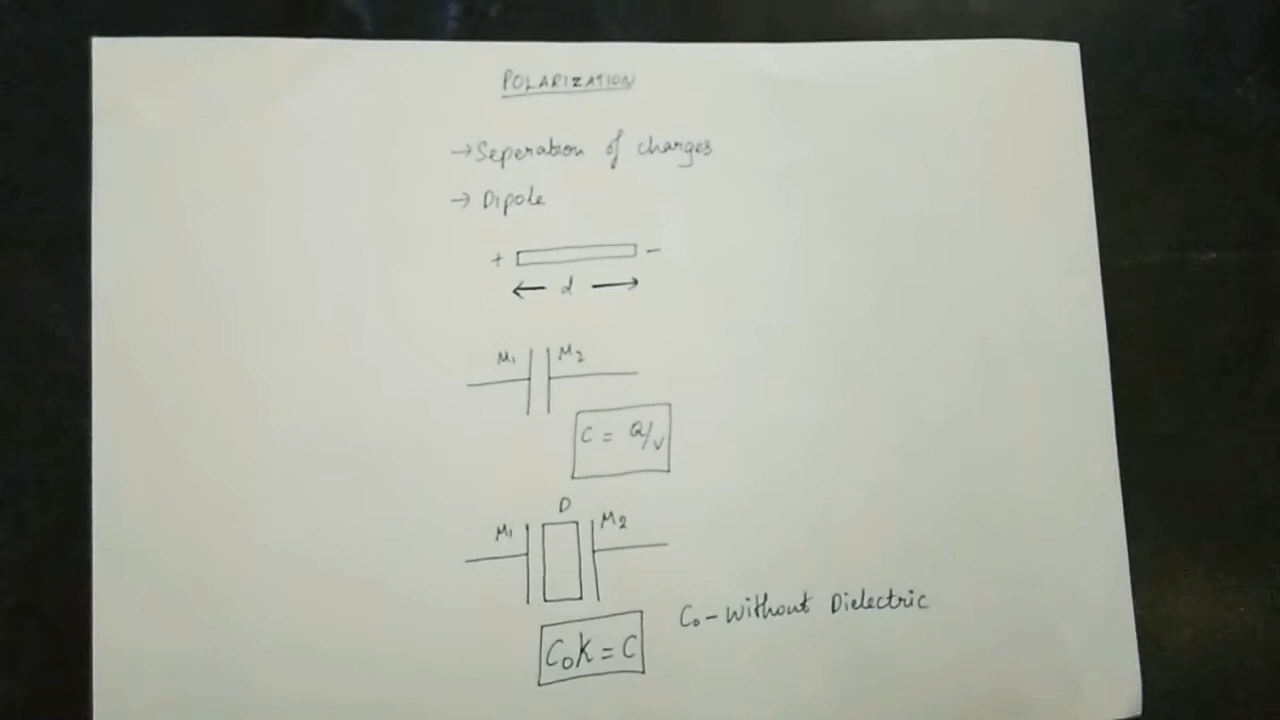 POLARIZATION
→ Seperation of charges
→ Dipole
+ −
← d →
M1 M2
C = Q/V
D
M1 M2
C0 - Without Dielectric
C0K = C